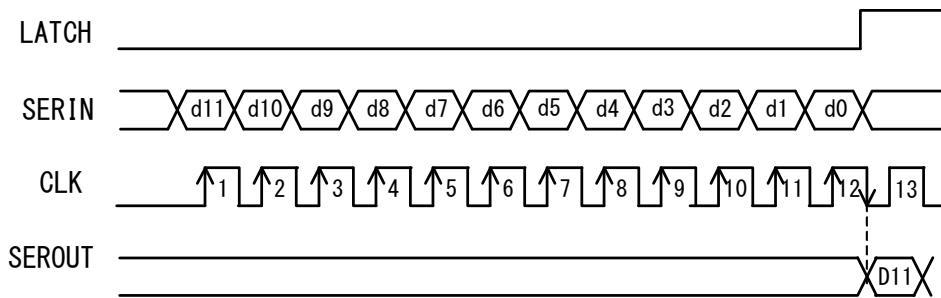 LATCH
SERIN d11 d10 d9 d8 d7 d6 d5 d4 d3 d2 d1 d0
CLK 1 2 3 4 5 6 7 8 9 10 11 12 13
SEROUT D11